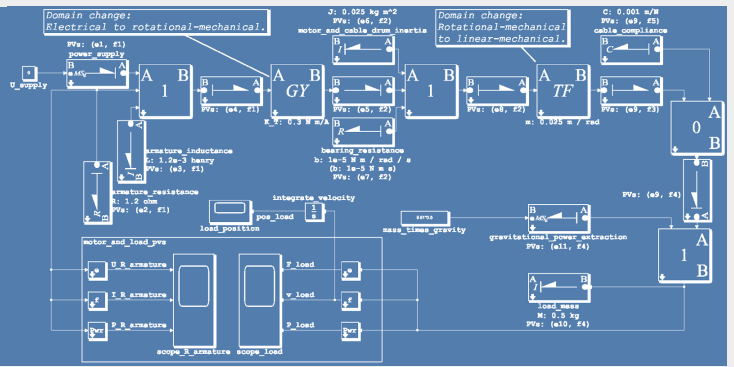 Domain change:
Electrical to rotational-mechanical.
J: 0.025 kg m^2
PVs: (e6, f2)
motor_and_cable_drum_inertia
Domain change:
Rotational-mechanical
to linear-mechanical.
C: 0.001 m/N
PVs: (e9, f5)
cable_compliance
PVs: (e1, f1)
power_supply
U_supply
B MSe A
A B 1
PVs: (e4, f1)
A B GY
K_T: 0.3 N m/A
B I A
PVs: (e5, f2)
B R A
bearing_resistance
b: 1e-5 N m / rad / s
(b: 1e-5 N m s)
PVs: (e7, f2)
A B 1
PVs: (e8, f2)
A B TF
m: 0.025 m / rad
B C A
PVs: (e9, f3)
0 A B
armature_inductance
L: 1.2e-3 henry
PVs: (e3, f1)
armature_resistance
R: 1.2 ohm
PVs: (e2, f1)
PVs: (e9, f4)
load_position
pos_load
integrate_velocity
1
s
mass_times_gravity
B MSe A
gravitational_power_extraction
PVs: (e11, f4)
1 A B
A I B
load_mass
M: 0.5 kg
PVs: (e10, f4)
motor_and_load_pvs
e U_R_armature
f I_R_armature
Pwr P_R_armature
scope_R_armature
scope_load
F_load e
v_load f
P_load Pwr